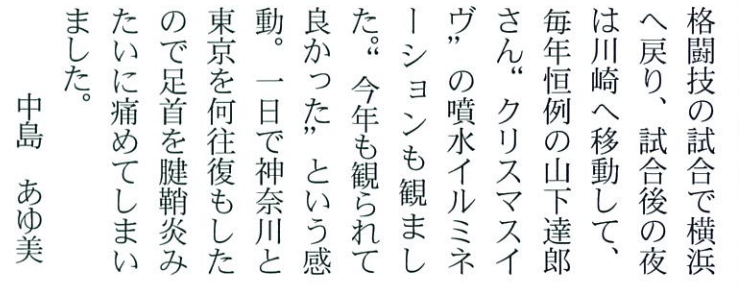 格闘技の試合で横浜
へ戻り、試合後の夜
は川崎へ移動して、
毎年恒例の山下達郎
さん“クリスマスイ
ヴ”の噴水イルミネ
ーションも観まし
た。“今年も観られて
良かった”という感
動。一日で神奈川と
東京を何往復もした
ので足首を腱鞘炎み
たいに痛めてしまい
ました。
中島　あゆ美